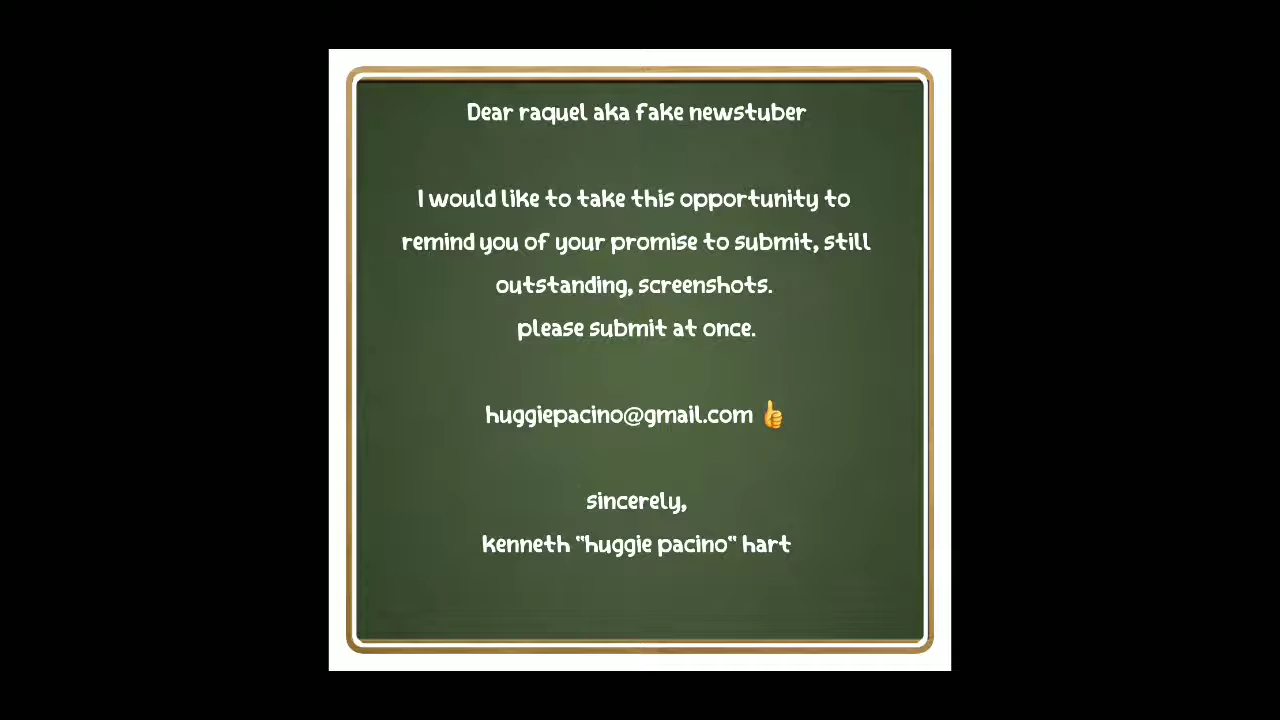 Dear raquel aka fake newstuber
I would like to take this opportunity to
remind you of your promise to submit, still
outstanding, screenshots.
please submit at once.
huggiepacino@gmail.com 👍
sincerely,
kenneth "huggie pacino" hart